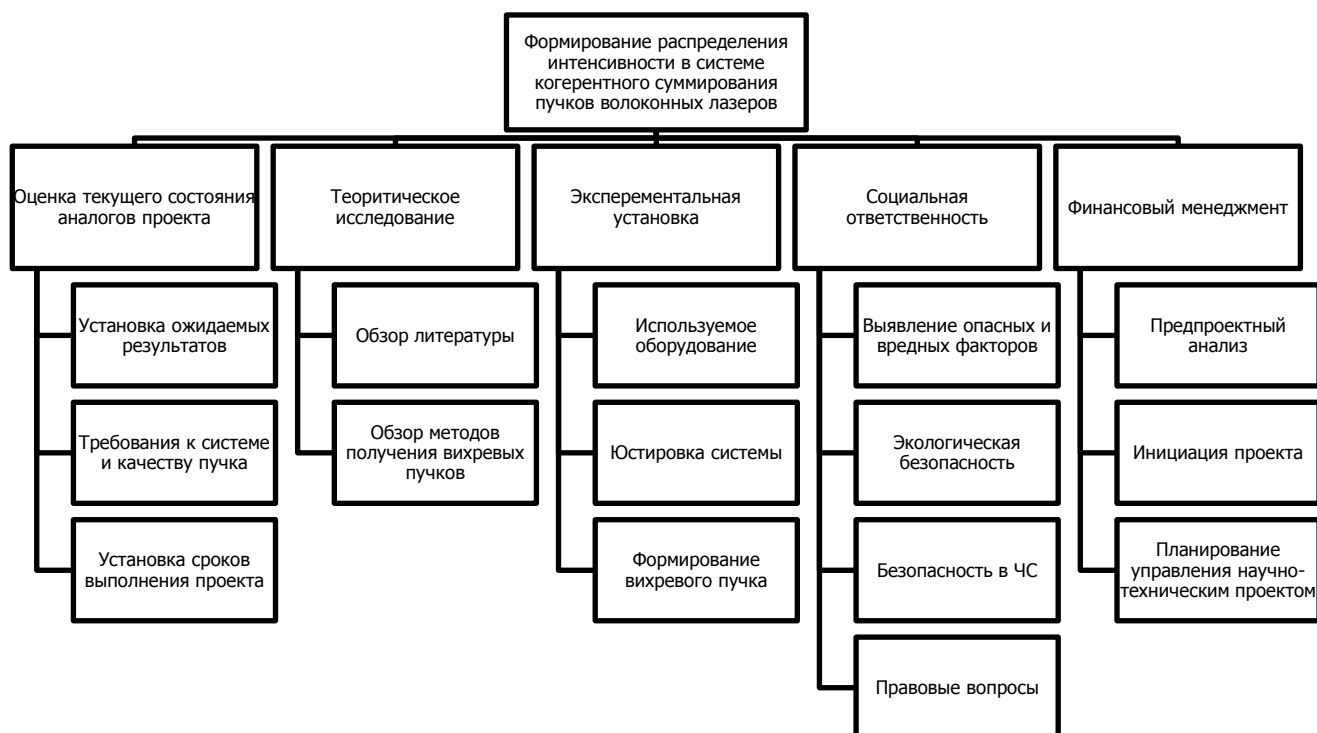 Формирование распределения
интенсивности в системе
когерентного суммирования
пучков волоконных лазеров
Оценка текущего состояния
аналогов проекта
Установка ожидаемых
результатов
Требования к системе
и качеству пучка
Установка сроков
выполнения проекта
Теоритическое
исследование
Обзор литературы
Обзор методов
получения вихревых
пучков
Эксперементальная
установка
Используемое
оборудование
Юстировка системы
Формирование
вихревого пучка
Социальная
ответственность
Выявление опасных и
вредных факторов
Экологическая
безопасность
Безопасность в ЧС
Правовые вопросы
Финансовый менеджмент
Предпроектный
анализ
Инициация проекта
Планирование
управления научно-
техническим проектом